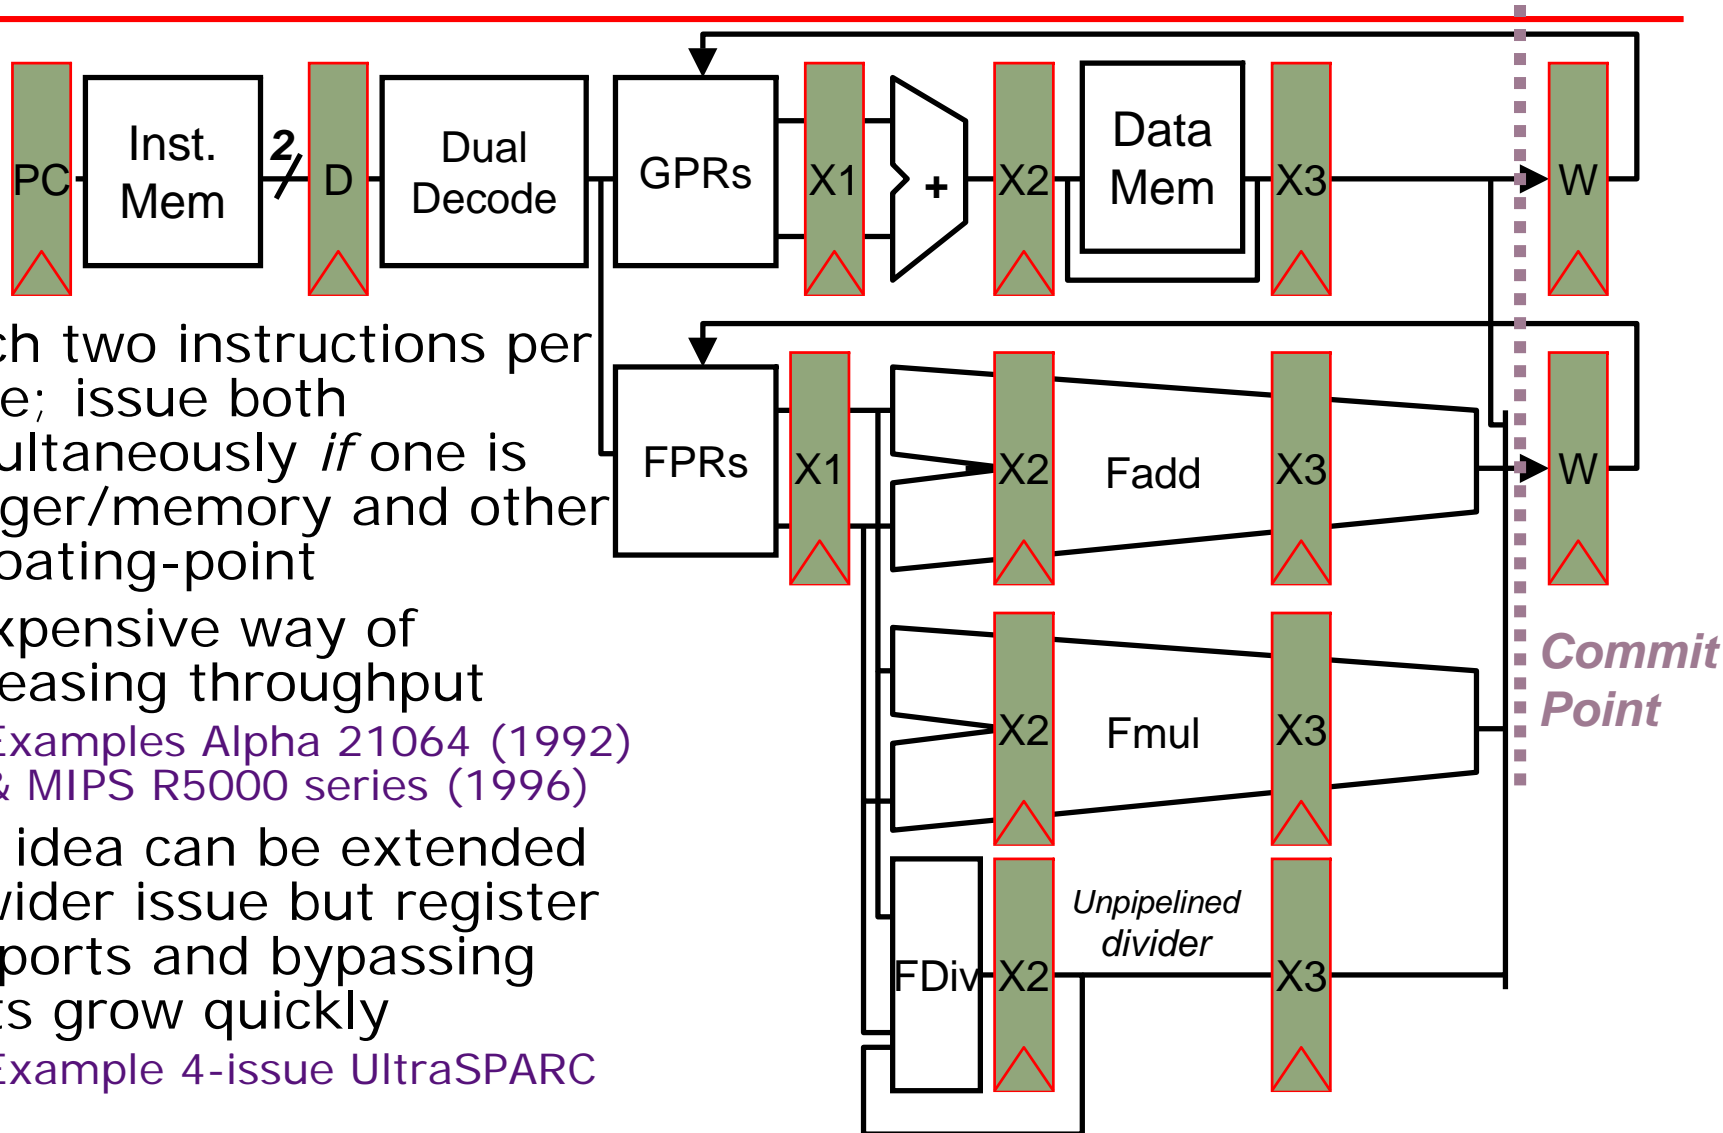 PC
Inst.
Mem
2
D
Dual
Decode
GPRs
X1
+
X2
Data
Mem
X3
W
ch two instructions per
e; issue both
ultaneously if one is
ger/memory and other
oating-point
xpensive way of
easing throughput
Examples Alpha 21064 (1992)
& MIPS R5000 series (1996)
idea can be extended
wider issue but register
ports and bypassing
ts grow quickly
Example 4-issue UltraSPARC
FPRs
X1
X2
Fadd
X3
W
X2
Fmul
X3
Commit
Point
FDiv
X2
Unpipelined
divider
X3